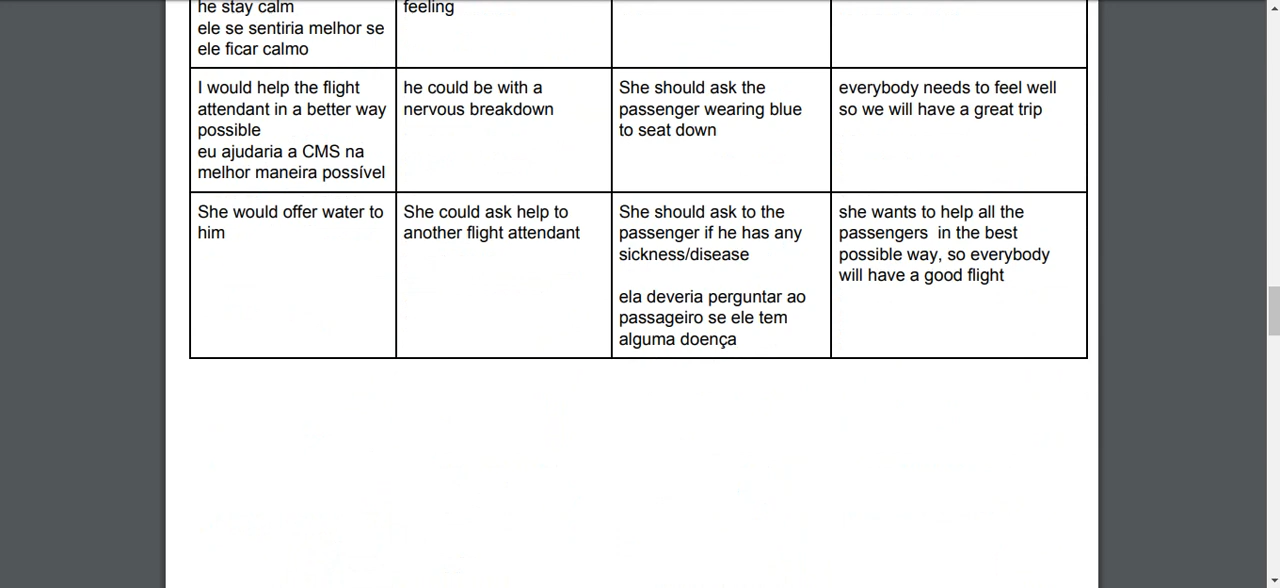 he stay calm
ele se sentiria melhor se
ele ficar calmo
feeling
I would help the flight
attendant in a better way
possible
eu ajudaria a CMS na
melhor maneira possível
he could be with a
nervous breakdown
She should ask the
passenger wearing blue
to seat down
everybody needs to feel well
so we will have a great trip
She would offer water to
him
She could ask help to
another flight attendant
She should ask to the
passenger if he has any
sickness/disease
ela deveria perguntar ao
passageiro se ele tem
alguma doença
she wants to help all the
passengers  in the best
possible way, so everybody
will have a good flight